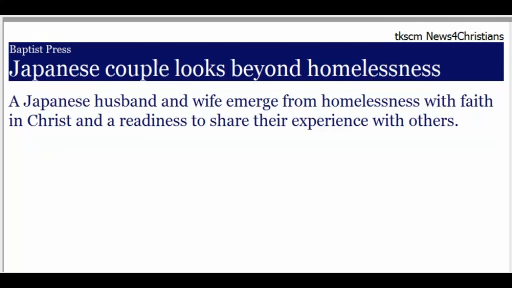 tkscm News4Christians
Baptist Press
Japanese couple looks beyond homelessness
A Japanese husband and wife emerge from homelessness with faith
in Christ and a readiness to share their experience with others.